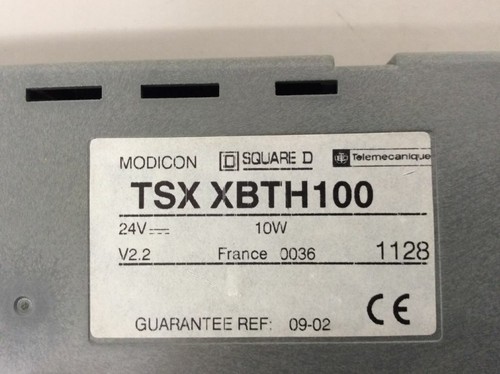 MODICON SQUARE D Telemecanique
TSX XBTH100
24V 10W
V2.2 France 0036 1128
CE
GUARANTEE REF: 09-02